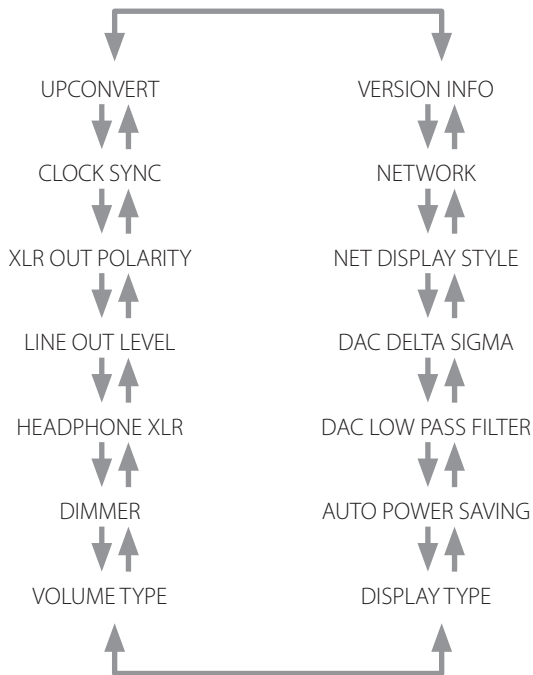 UPCONVERT
CLOCK SYNC
XLR OUT POLARITY
LINE OUT LEVEL
HEADPHONE XLR
DIMMER
VOLUME TYPE
VERSION INFO
NETWORK
NET DISPLAY STYLE
DAC DELTA SIGMA
DAC LOW PASS FILTER
AUTO POWER SAVING
DISPLAY TYPE